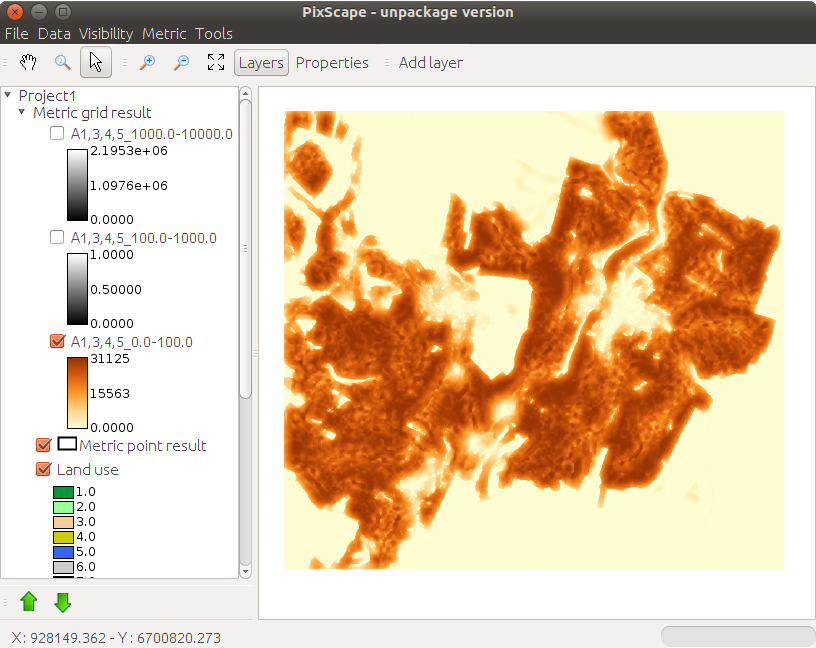 PixScape - unpackage version
File Data Visibility Metric Tools
Layers Properties Add layer
Project1
Metric grid result
A1,3,4,5_1000.0-10000.0
2.1953e+06
1.0976e+06
0.0000
A1,3,4,5_100.0-1000.0
1.0000
0.50000
0.0000
A1,3,4,5_0.0-100.0
31125
15563
0.0000
Metric point result
Land use
1.0
2.0
3.0
4.0
5.0
6.0
X: 928149.362 - Y : 6700820.273